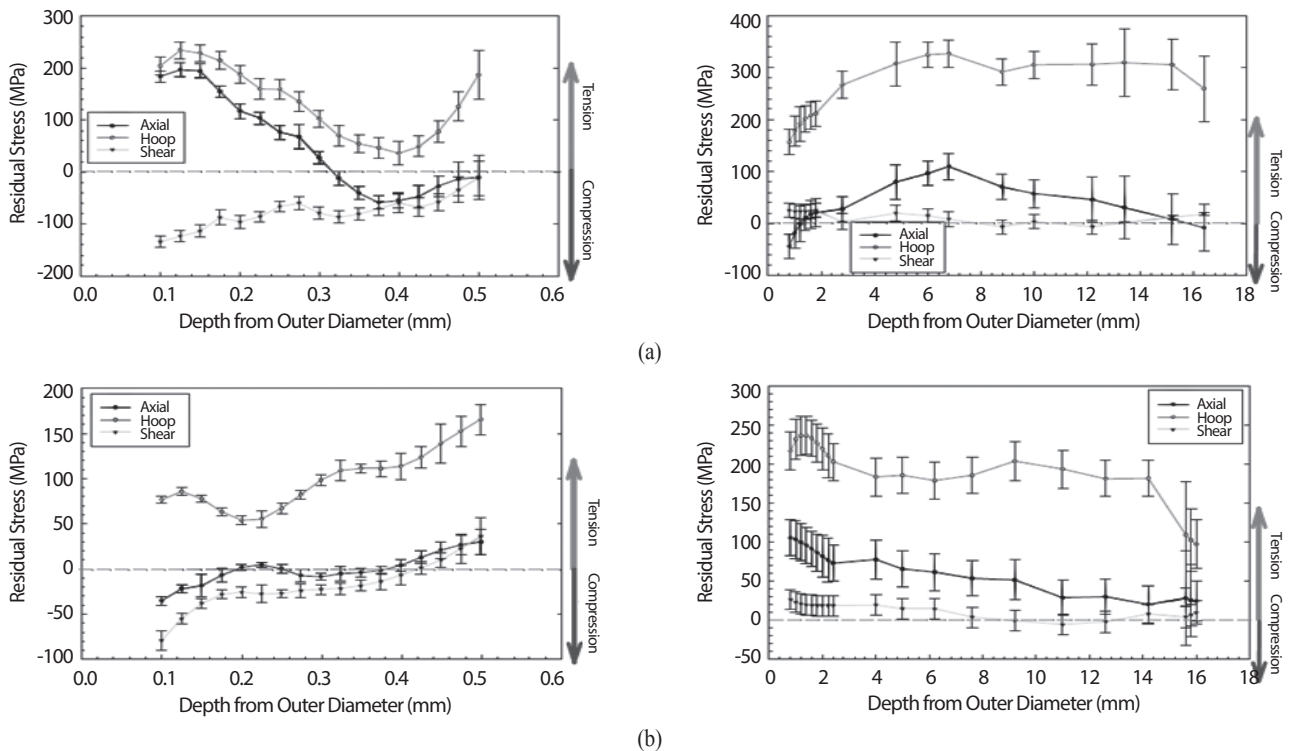 300
200
100
0
-100
-200
Residual Stress (MPa)
Axial
Hoop
Shear
0.0 0.1 0.2 0.3 0.4 0.5 0.6
Depth from Outer Diameter (mm)
Tension
Compression
400
300
200
100
0
-100
Residual Stress (MPa)
Axial
Hoop
Shear
0 2 4 6 8 10 12 14 16 18
Depth from Outer Diameter (mm)
Tension
Compression
(a)
200
150
100
50
0
-50
-100
Residual Stress (MPa)
Axial
Hoop
Shear
0.0 0.1 0.2 0.3 0.4 0.5 0.6
Depth from Outer Diameter (mm)
Tension
Compression
300
250
200
150
100
50
0
-50
Residual Stress (MPa)
Axial
Hoop
Shear
0 2 4 6 8 10 12 14 16 18
Depth from Outer Diameter (mm)
Tension
Compression
(b)